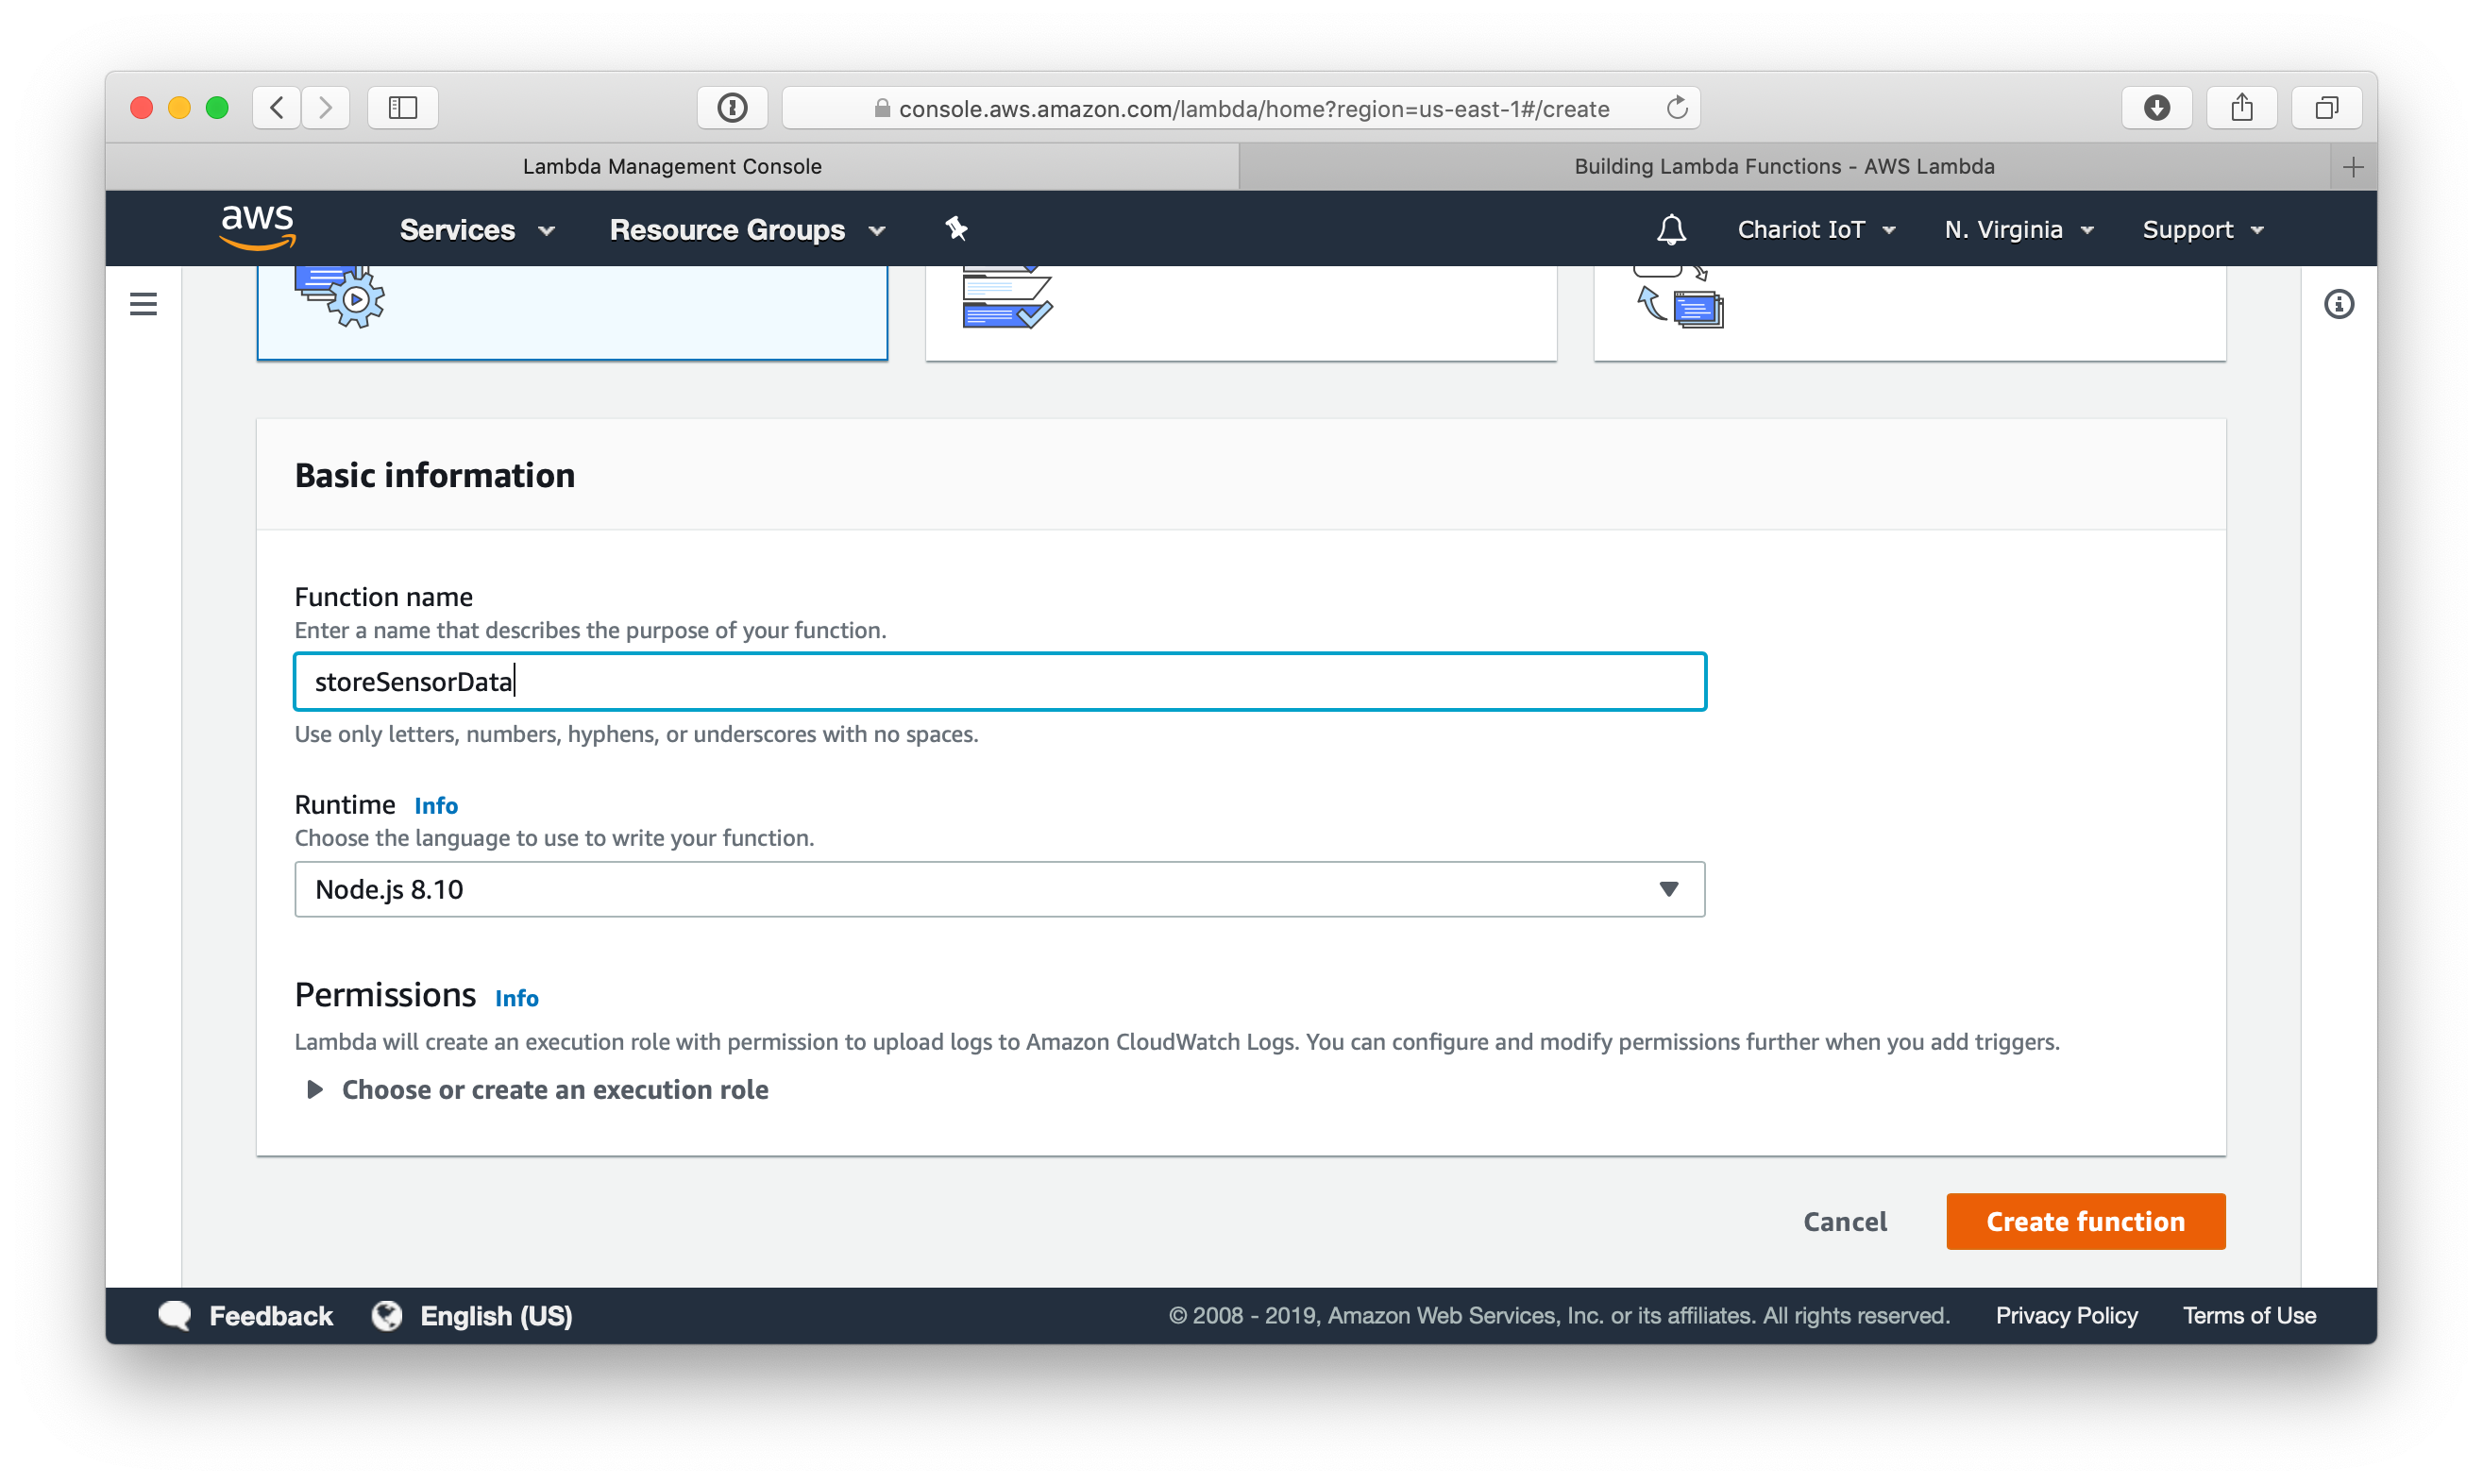 console.aws.amazon.com/lambda/home?region=us-east-1#/create
Lambda Management Console
Building Lambda Functions - AWS Lambda
aws
Services
Resource Groups
Chariot IoT
N. Virginia
Support
Basic information
Function name
Enter a name that describes the purpose of your function.
storeSensorData
Use only letters, numbers, hyphens, or underscores with no spaces.
Runtime Info
Choose the language to use to write your function.
Node.js 8.10
Permissions Info
Lambda will create an execution role with permission to upload logs to Amazon CloudWatch Logs. You can configure and modify permissions further when you add triggers.
Choose or create an execution role
Cancel
Create function
Feedback
English (US)
© 2008 - 2019, Amazon Web Services, Inc. or its affiliates. All rights reserved.
Privacy Policy
Terms of Use